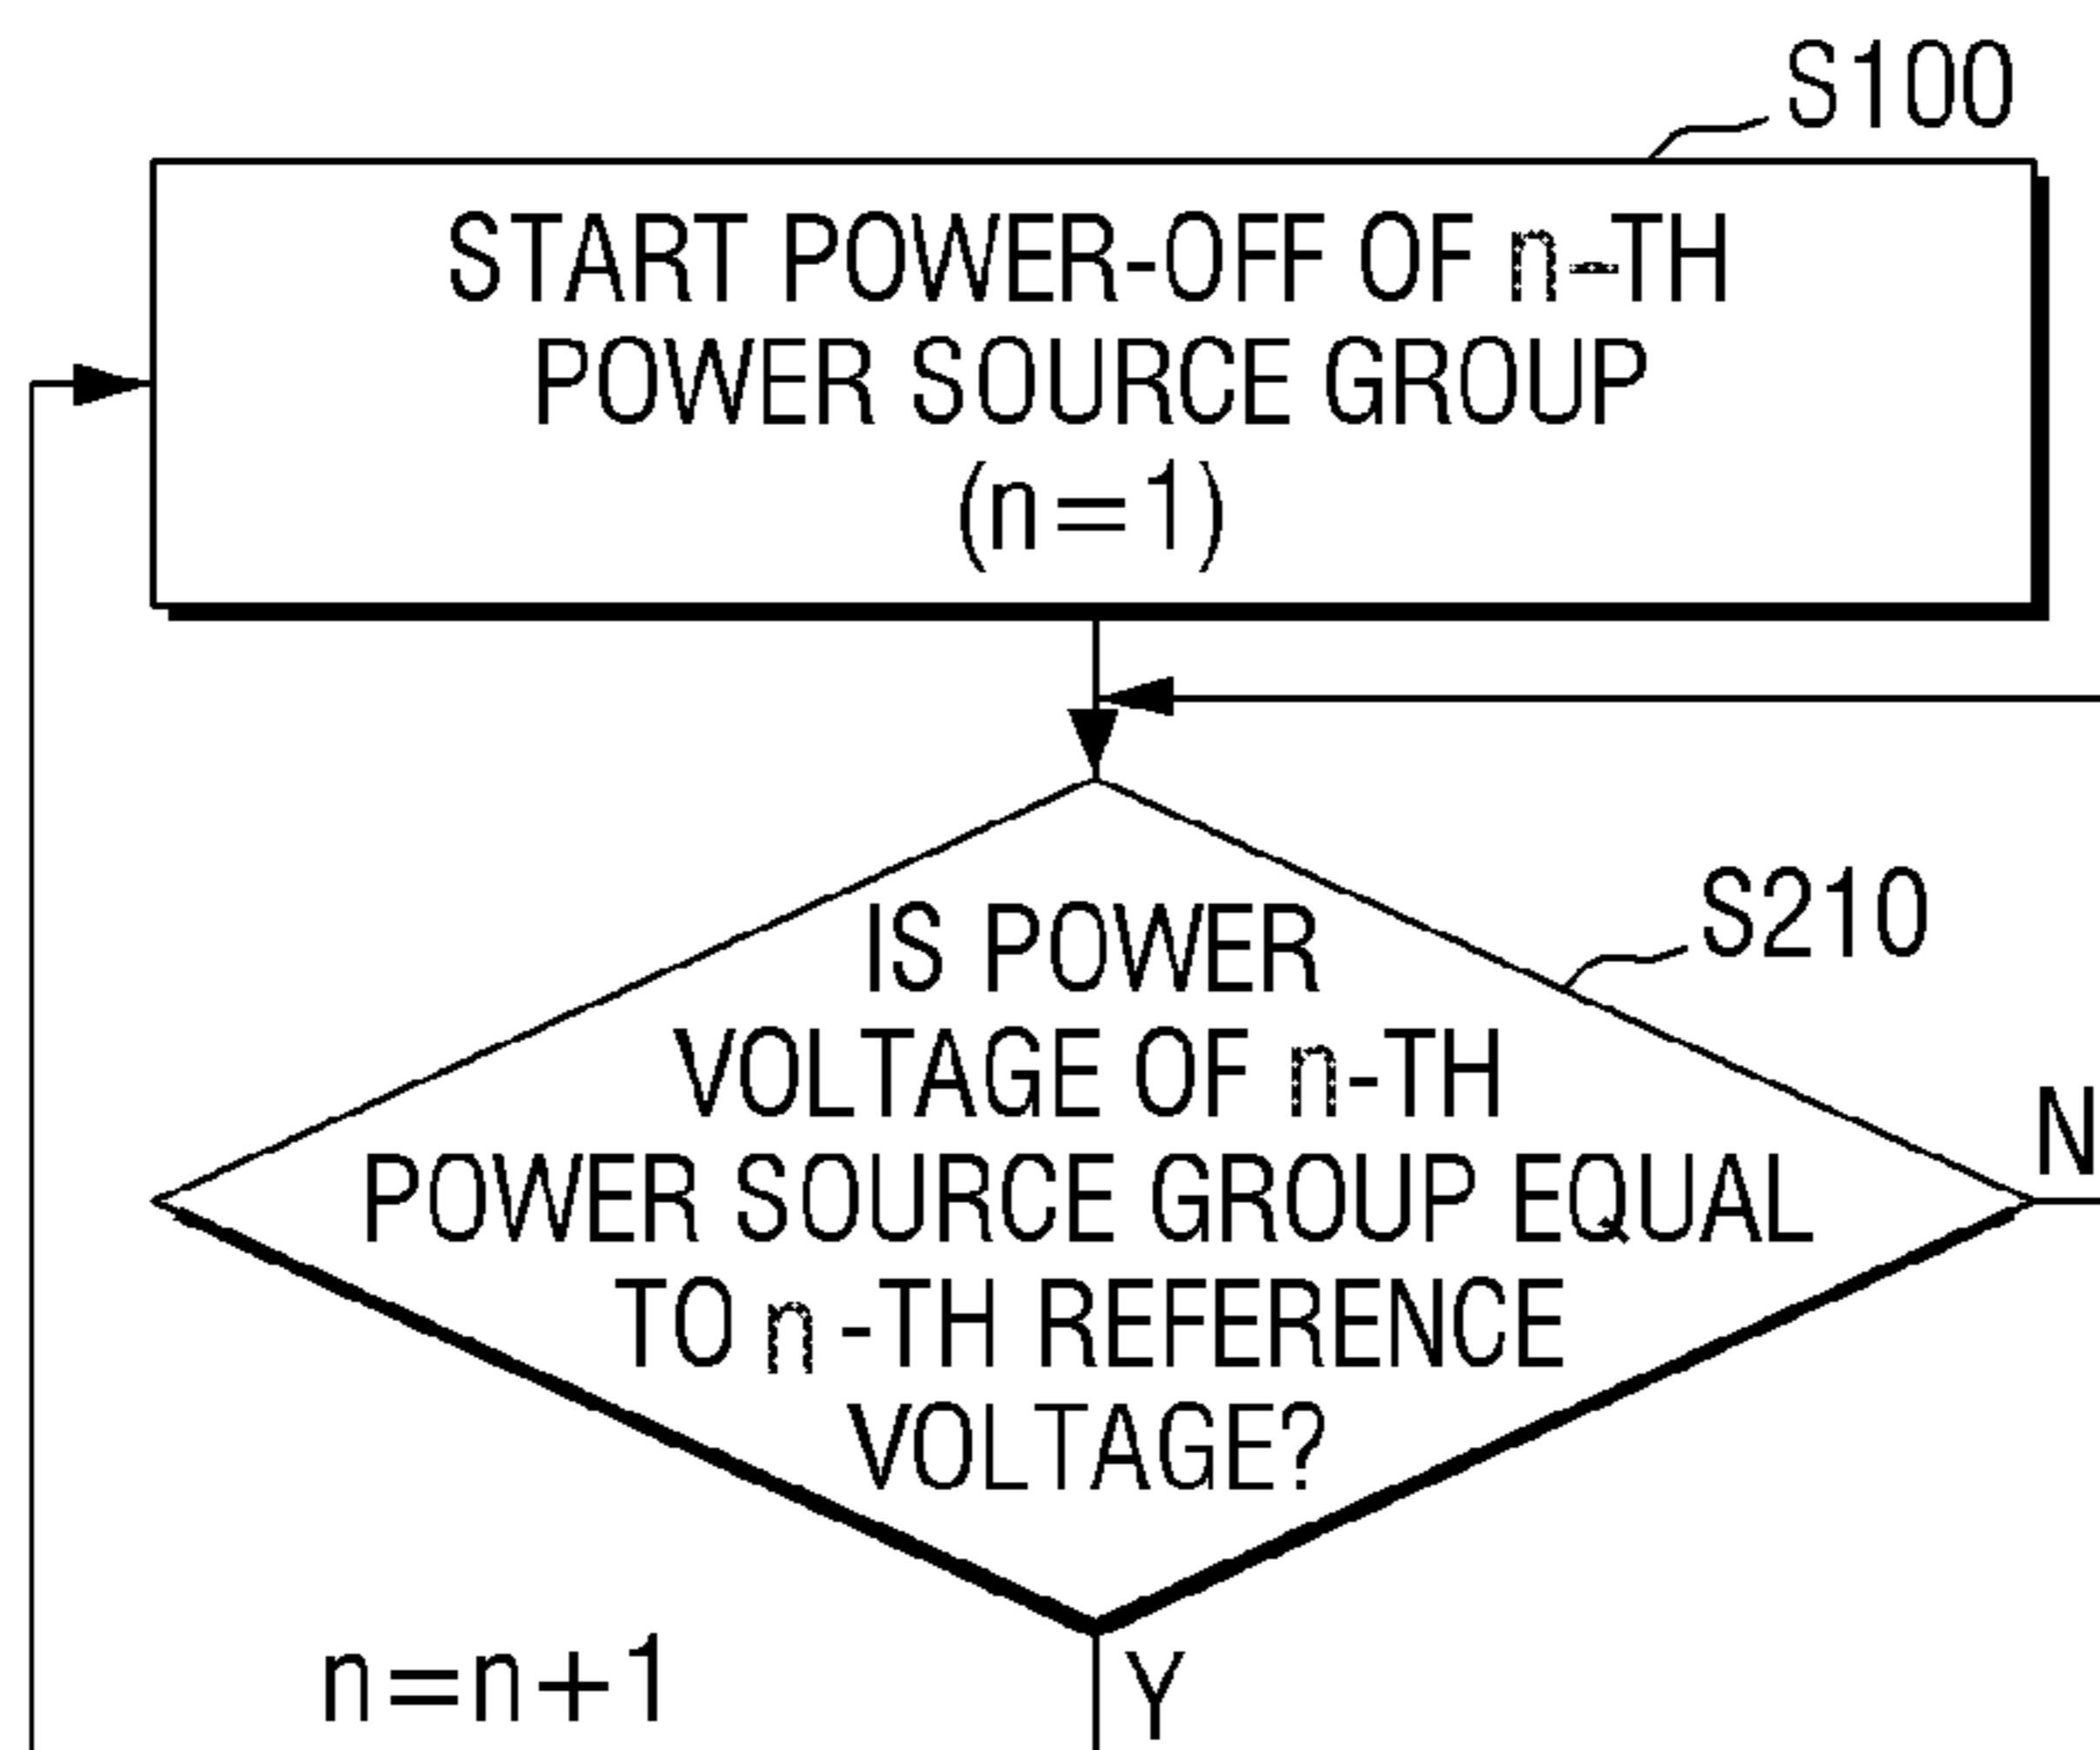 S100
START POWER-OFF OF n-TH
POWER SOURCE GROUP
(n=1)
IS POWER
VOLTAGE OF n-TH
POWER SOURCE GROUP EQUAL
TO n -TH REFERENCE
VOLTAGE?
S210
N
n=n+1
Y